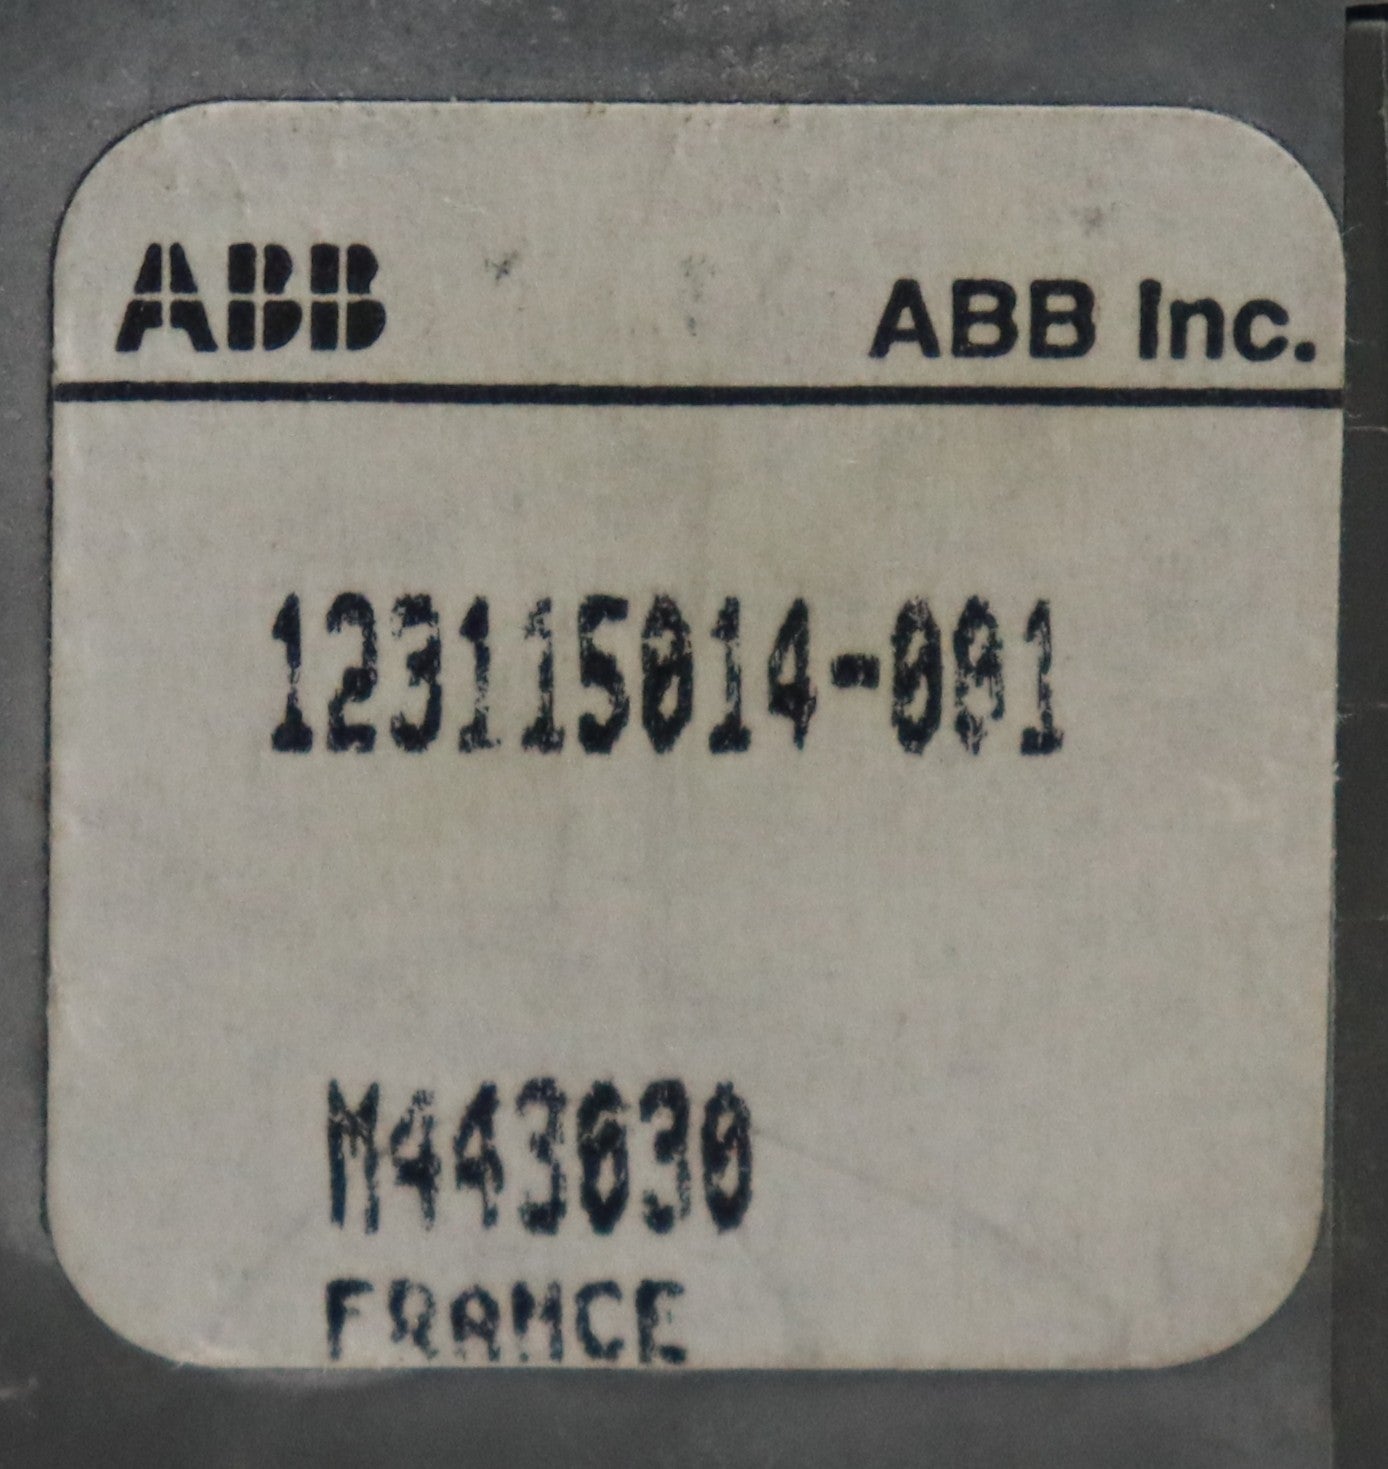 ABB ABB Inc.
123115014-001
M443030
FRANCE